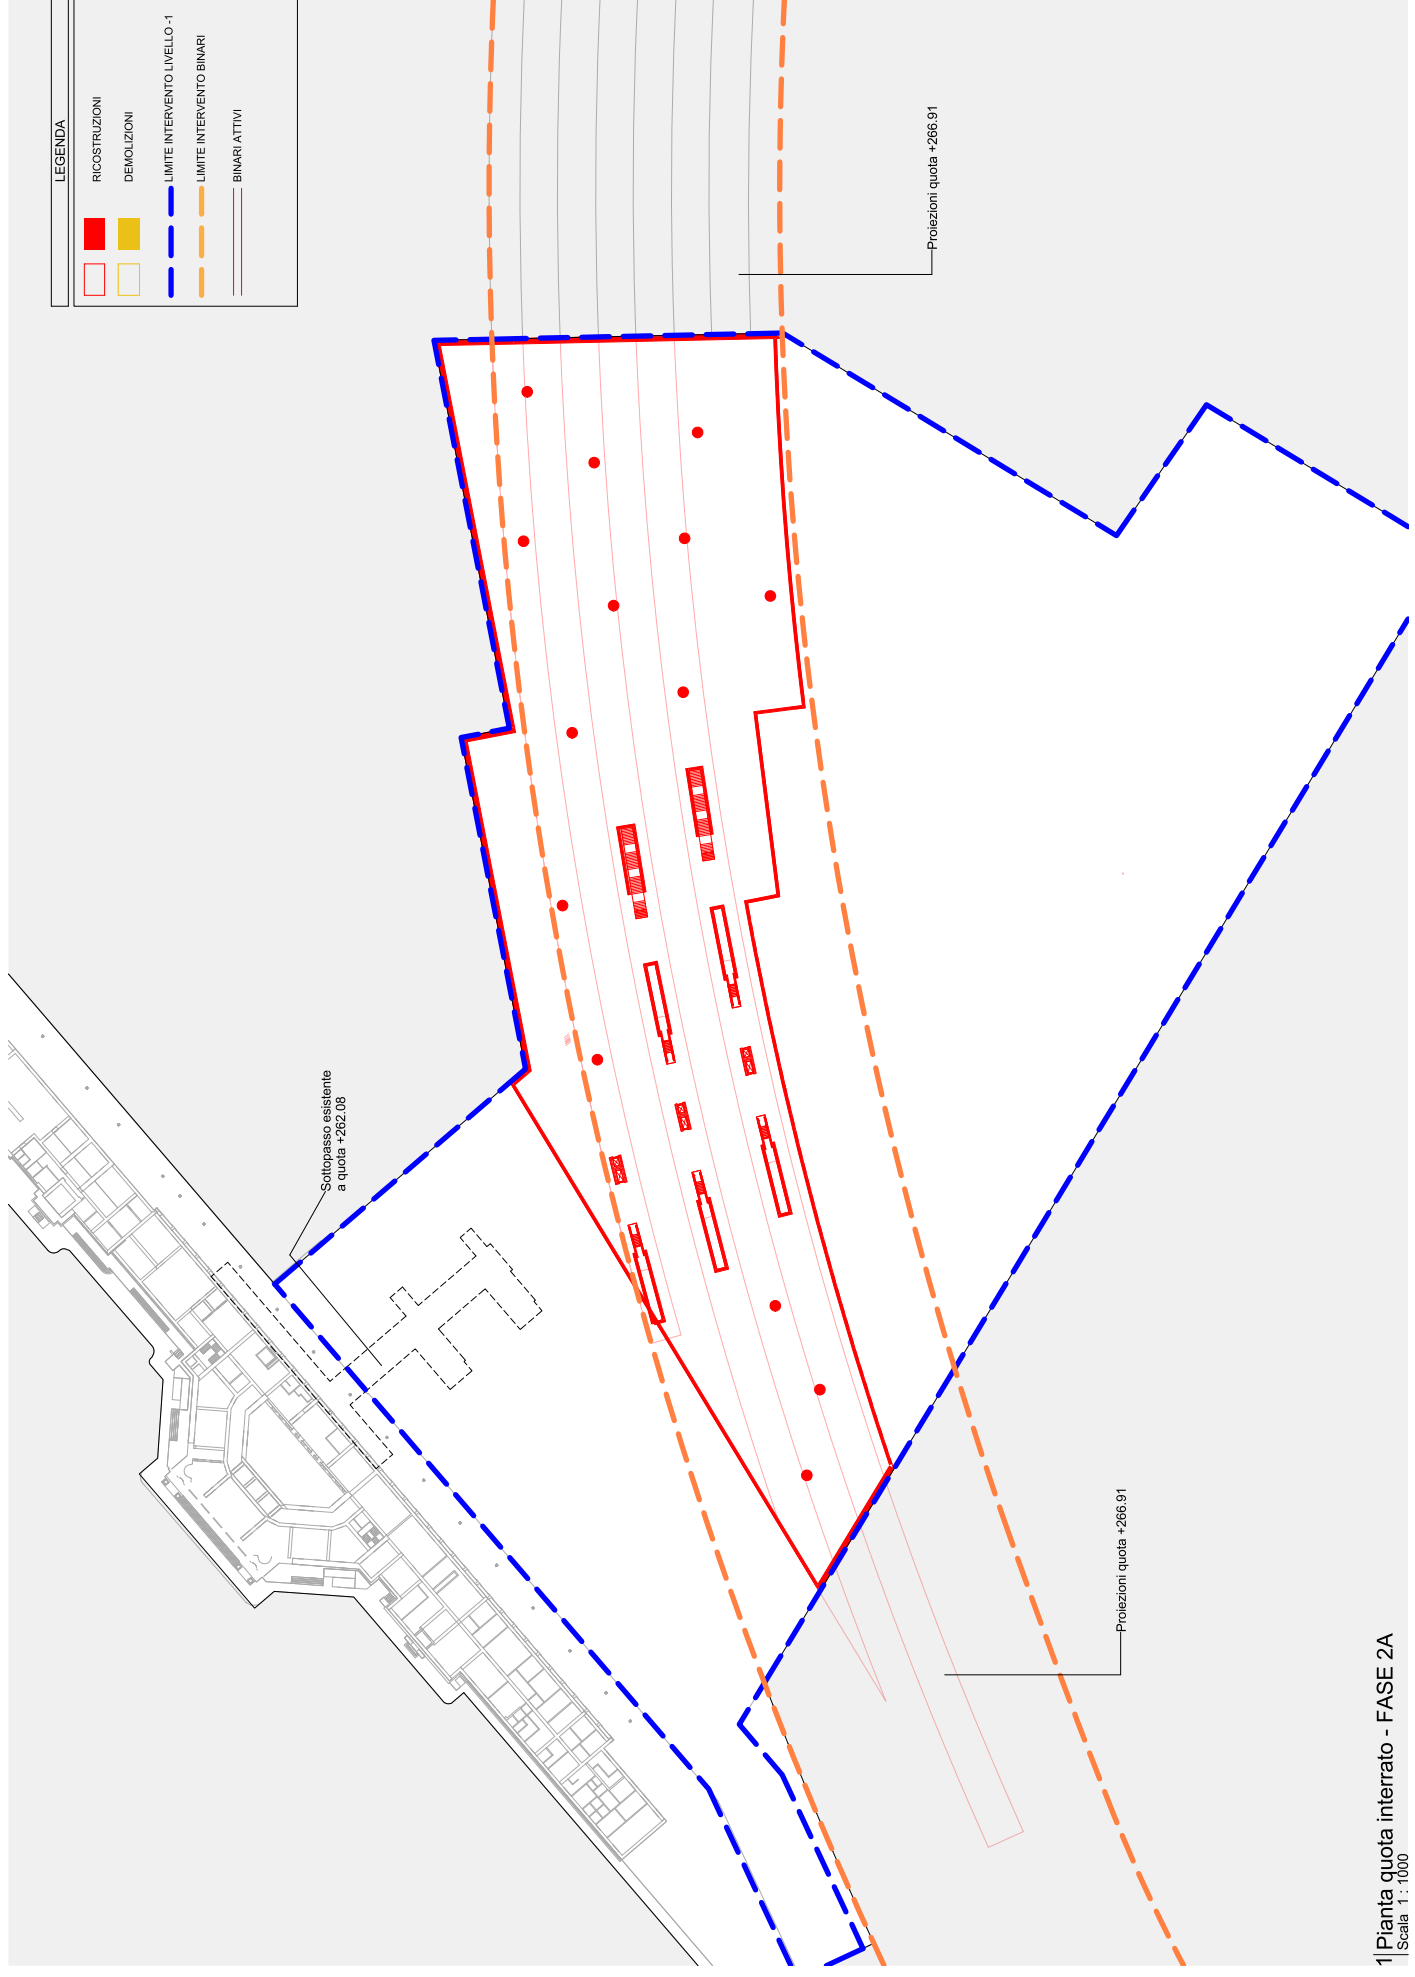 LEGENDA
RICOSTRUZIONI
DEMOLIZIONI
LIMITE INTERVENTO LIVELLO -1
LIMITE INTERVENTO BINARI
BINARI ATTIVI
Proiezioni quota +266.91
Sottopasso esistente
a quota +262.08
Proiezioni quota +266.91
1 Pianta quota interrato - FASE 2A
Scala 1 : 1000